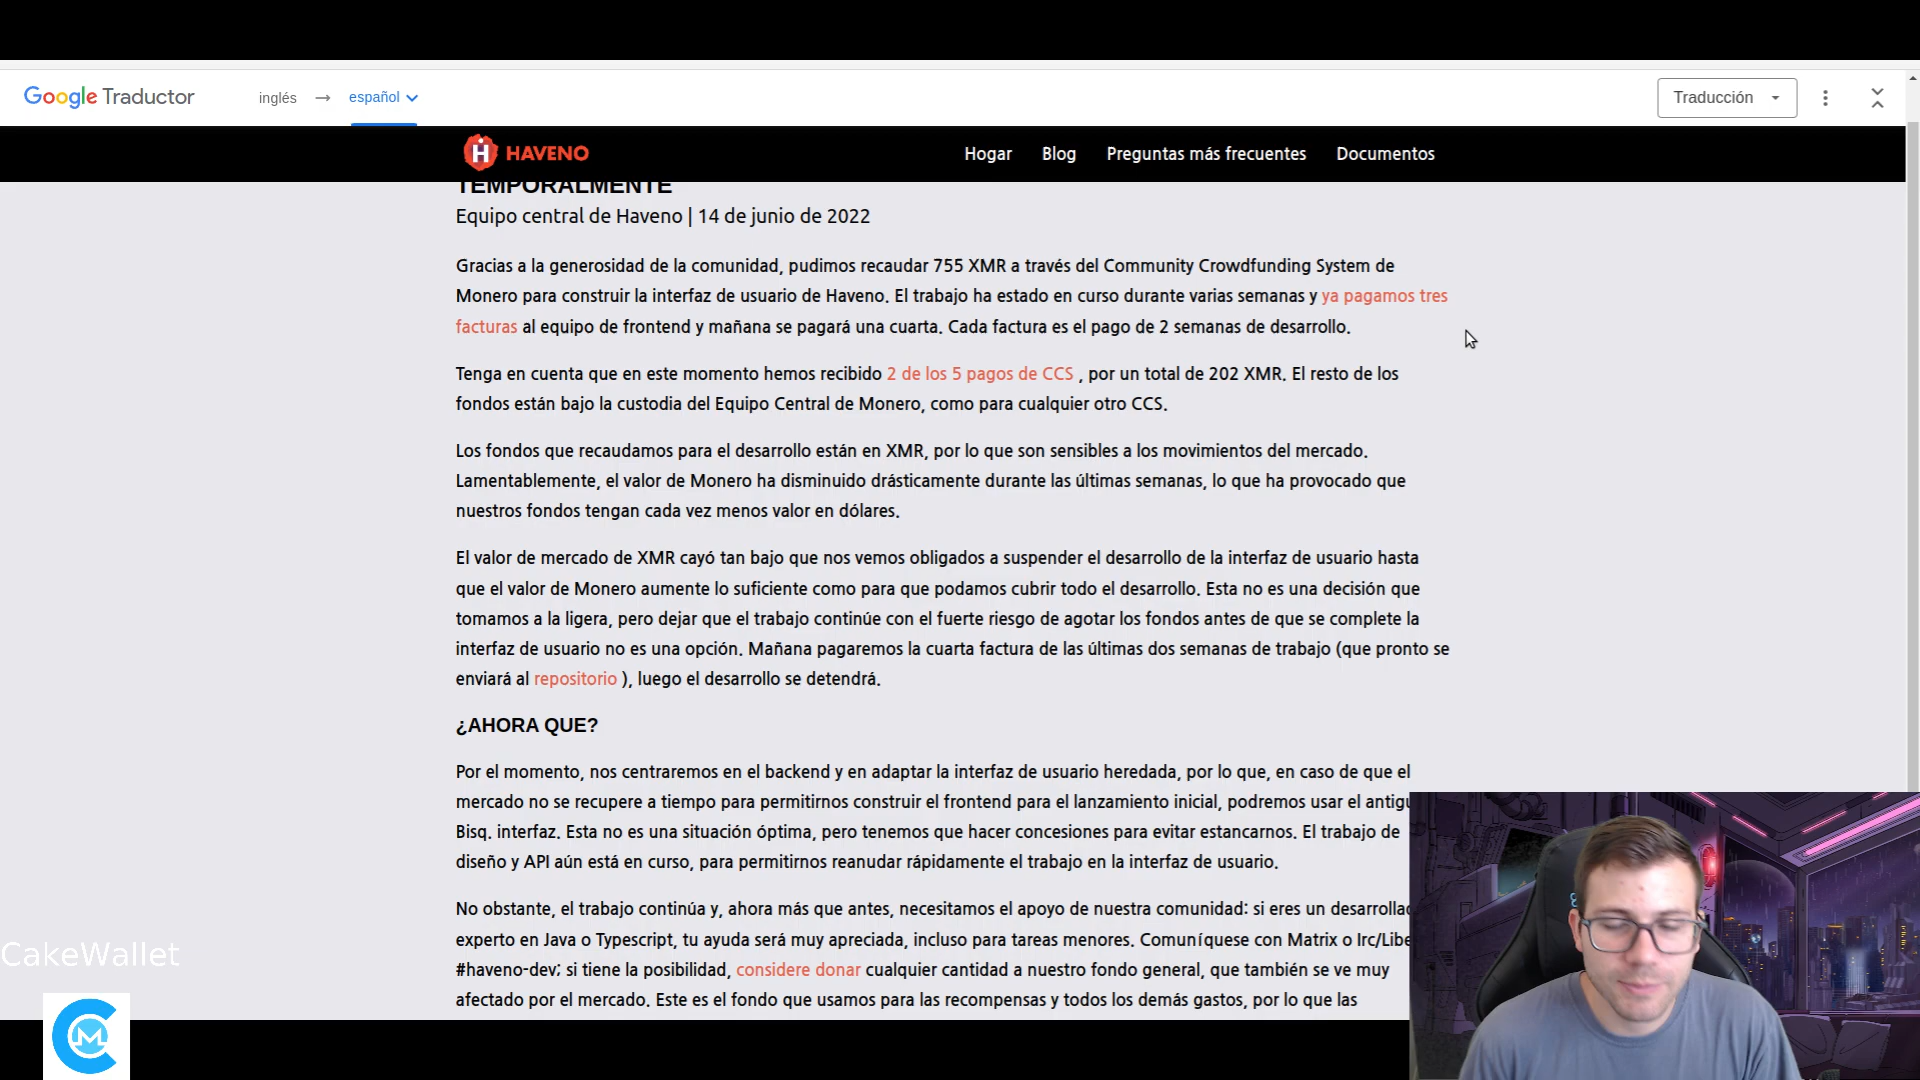 Google Traductor
inglés → español
Traducción
HAVENO
Hogar Blog Preguntas más frecuentes Documentos
TEMPORALMENTE
Equipo central de Haveno | 14 de junio de 2022
Gracias a la generosidad de la comunidad, pudimos recaudar 755 XMR a través del Community Crowdfunding System de
Monero para construir la interfaz de usuario de Haveno. El trabajo ha estado en curso durante varias semanas y ya pagamos tres
facturas al equipo de frontend y mañana se pagará una cuarta. Cada factura es el pago de 2 semanas de desarrollo.
Tenga en cuenta que en este momento hemos recibido 2 de los 5 pagos de CCS , por un total de 202 XMR. El resto de los
fondos están bajo la custodia del Equipo Central de Monero, como para cualquier otro CCS.
Los fondos que recaudamos para el desarrollo están en XMR, por lo que son sensibles a los movimientos del mercado.
Lamentablemente, el valor de Monero ha disminuido drásticamente durante las últimas semanas, lo que ha provocado que
nuestros fondos tengan cada vez menos valor en dólares.
El valor de mercado de XMR cayó tan bajo que nos vemos obligados a suspender el desarrollo de la interfaz de usuario hasta
que el valor de Monero aumente lo suficiente como para que podamos cubrir todo el desarrollo. Esta no es una decisión que
tomamos a la ligera, pero dejar que el trabajo continúe con el fuerte riesgo de agotar los fondos antes de que se complete la
interfaz de usuario no es una opción. Mañana pagaremos la cuarta factura de las últimas dos semanas de trabajo (que pronto se
enviará al repositorio ), luego el desarrollo se detendrá.
¿AHORA QUE?
Por el momento, nos centraremos en el backend y en adaptar la interfaz de usuario heredada, por lo que, en caso de que el
mercado no se recupere a tiempo para permitirnos construir el frontend para el lanzamiento inicial, podremos usar el antigu
Bisq. interfaz. Esta no es una situación óptima, pero tenemos que hacer concesiones para evitar estancarnos. El trabajo de
diseño y API aún está en curso, para permitirnos reanudar rápidamente el trabajo en la interfaz de usuario.
No obstante, el trabajo continúa y, ahora más que antes, necesitamos el apoyo de nuestra comunidad: si eres un desarrollad
experto en Java o Typescript, tu ayuda será muy apreciada, incluso para tareas menores. Comuníquese con Matrix o Irc/Libe
#haveno-dev; si tiene la posibilidad, considere donar cualquier cantidad a nuestro fondo general, que también se ve muy
afectado por el mercado. Este es el fondo que usamos para las recompensas y todos los demás gastos, por lo que las
CakeWallet